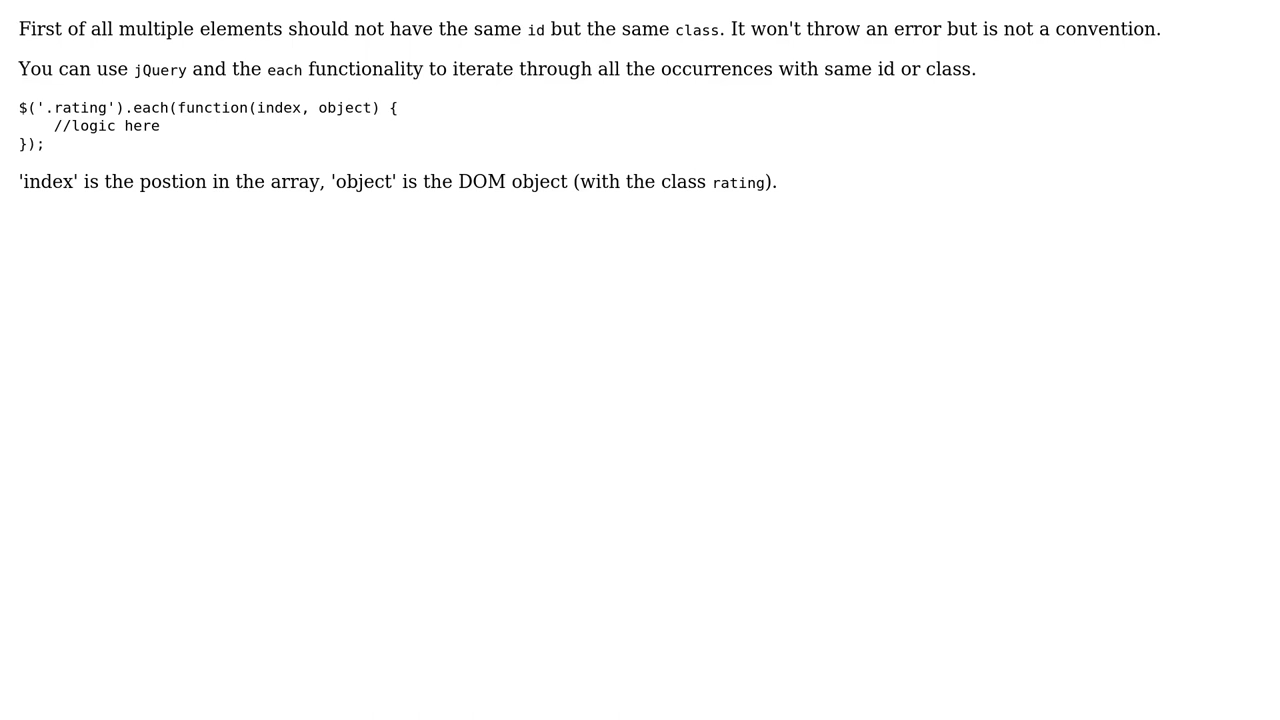 First of all multiple elements should not have the same id but the same class. It won't throw an error but is not a convention.
You can use jQuery and the each functionality to iterate through all the occurrences with same id or class.
$('.rating').each(function(index, object) {
    //logic here
});
'index' is the postion in the array, 'object' is the DOM object (with the class rating).